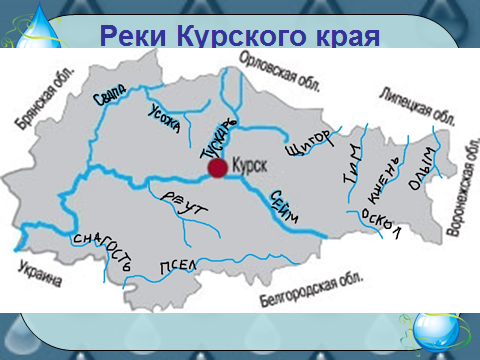 Реки Курского края
Брянская обл.
Орловская обл.
Липецкая обл.
Воронежская обл.
Белгородская обл.
Украина
Свапа
УСОЖА
ТУСКАРЬ
Курск
ЩИГОР
ТИМ
КШЕНЬ
ОЛЫМ
ОСКОЛ
СЕЙМ
РЕУТ
СНАГОСТЬ
ПСЕЛ